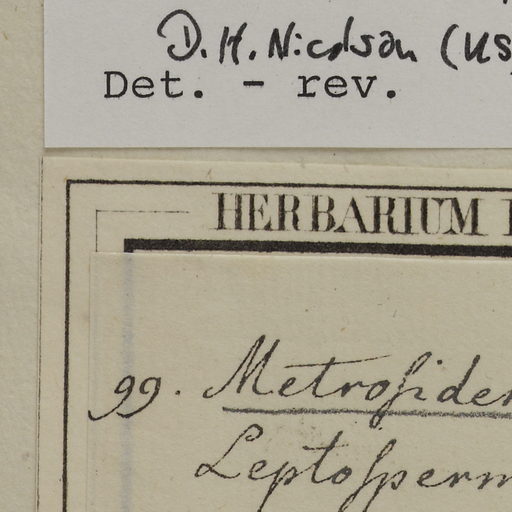 D. H. Nicolson (US
Det. - rev.
HERBARIUM
99. Metroſider
Leptoſperm